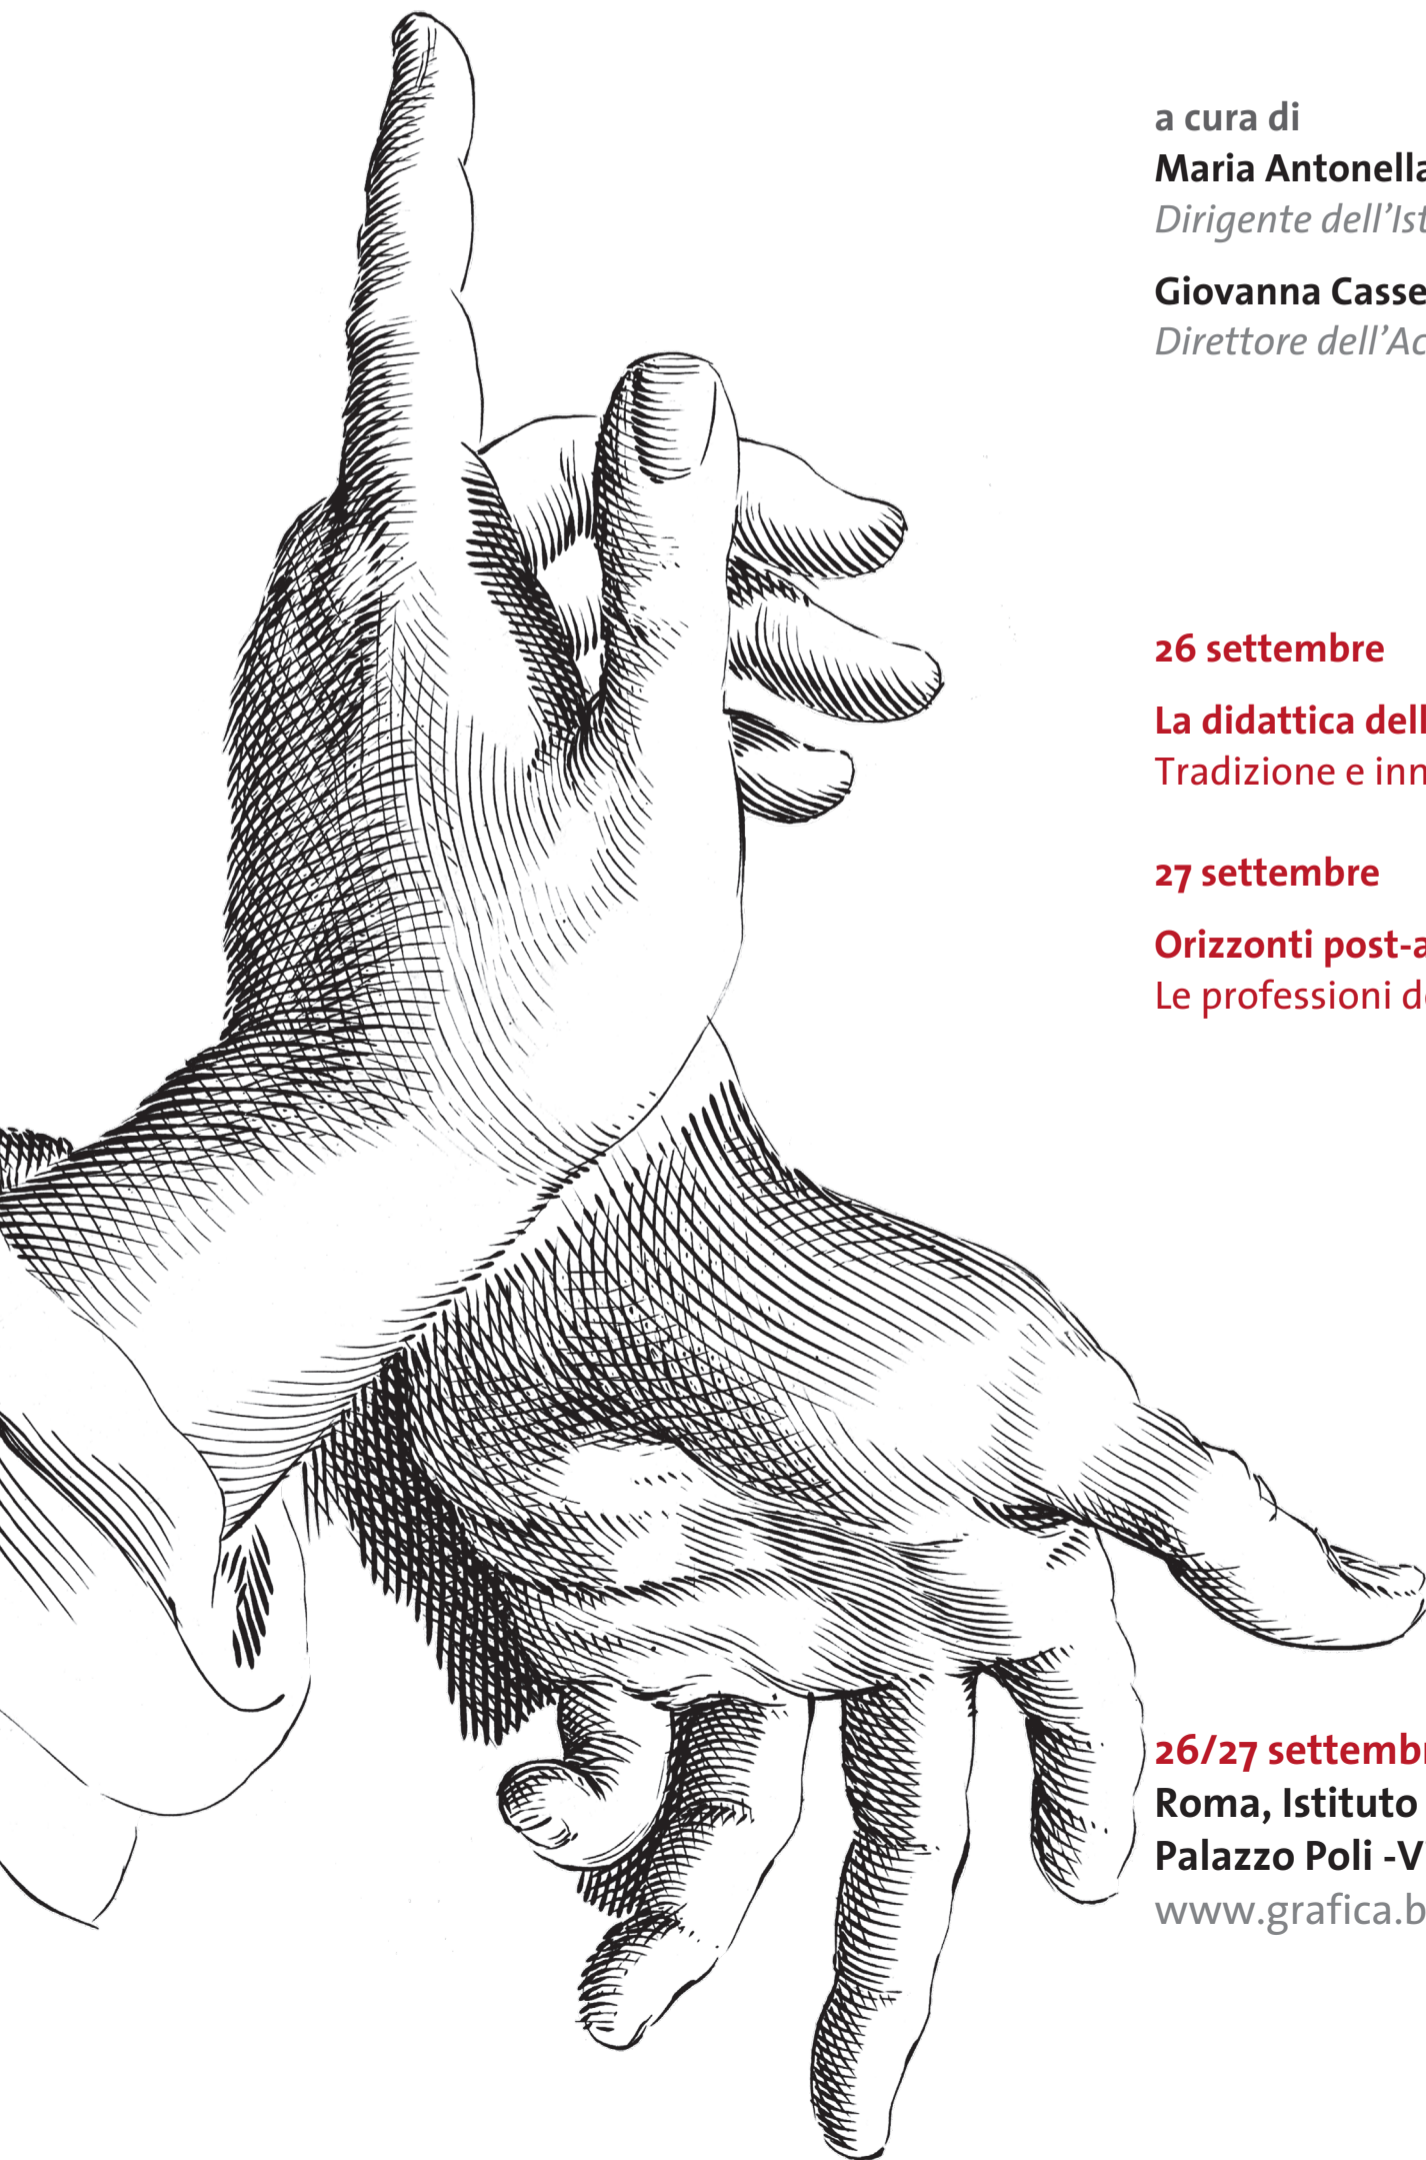 a cura di
Maria Antonella
Dirigente dell’Ist
Giovanna Casse
Direttore dell’Ac
26 settembre
La didattica dell
Tradizione e inn
27 settembre
Orizzonti post-a
Le professioni de
26/27 settembr
Roma, Istituto
Palazzo Poli -V
www.grafica.b